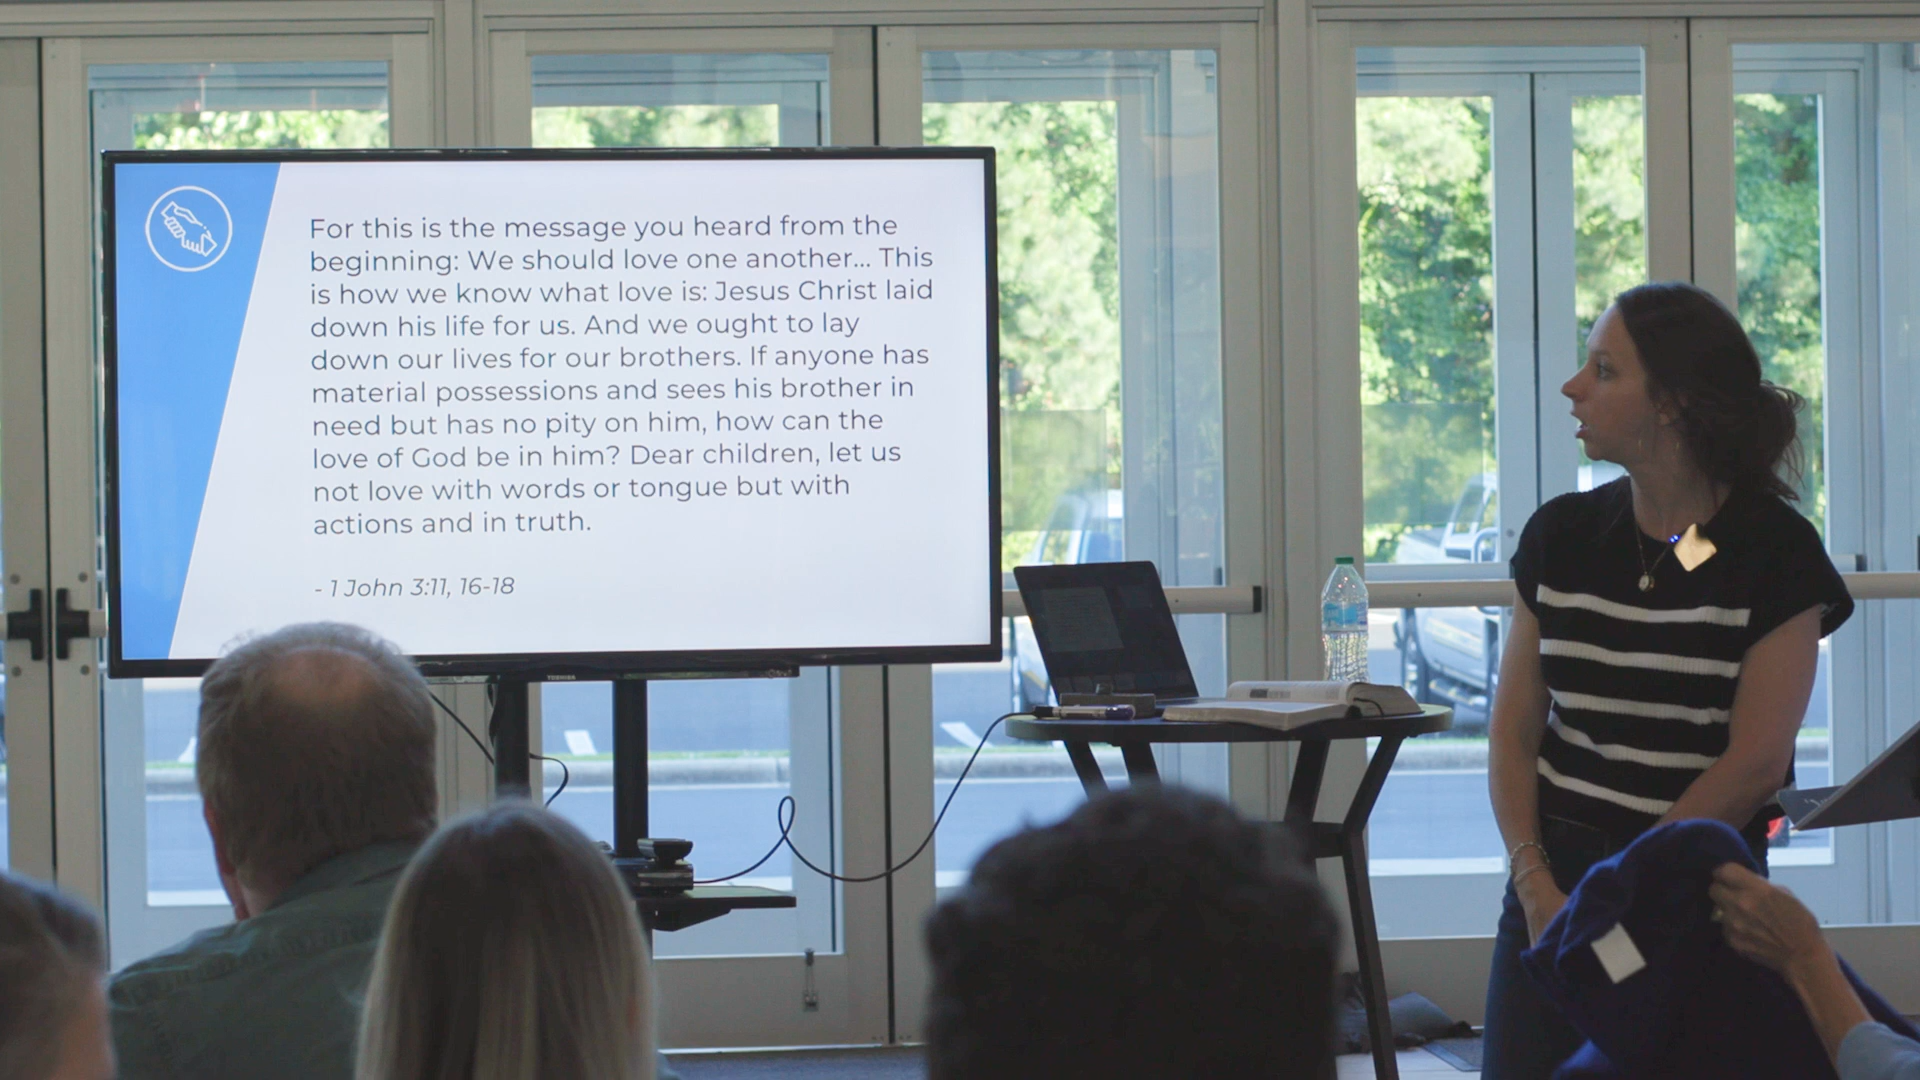 For this is the message you heard from the
beginning: We should love one another... This
is how we know what love is: Jesus Christ laid
down his life for us. And we ought to lay
down our lives for our brothers. If anyone has
material possessions and sees his brother in
need but has no pity on him, how can the
love of God be in him? Dear children, let us
not love with words or tongue but with
actions and in truth.
- 1 John 3:11, 16-18
TOSHIBA